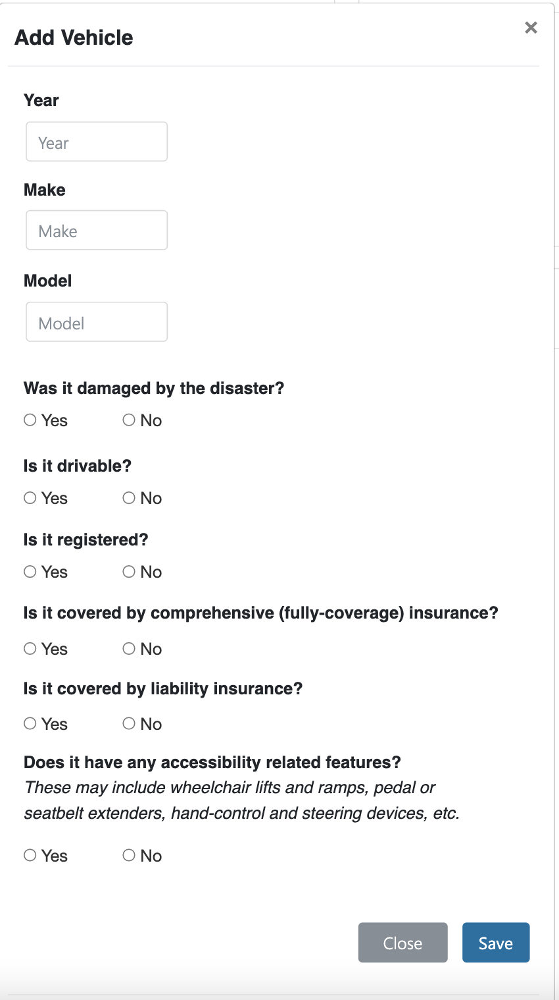 Add Vehicle
×
Year
Year
Make
Make
Model
Model
Was it damaged by the disaster?
Yes No
Is it drivable?
Yes No
Is it registered?
Yes No
Is it covered by comprehensive (fully-coverage) insurance?
Yes No
Is it covered by liability insurance?
Yes No
Does it have any accessibility related features?
These may include wheelchair lifts and ramps, pedal or
seatbelt extenders, hand-control and steering devices, etc.
Yes No
Close Save